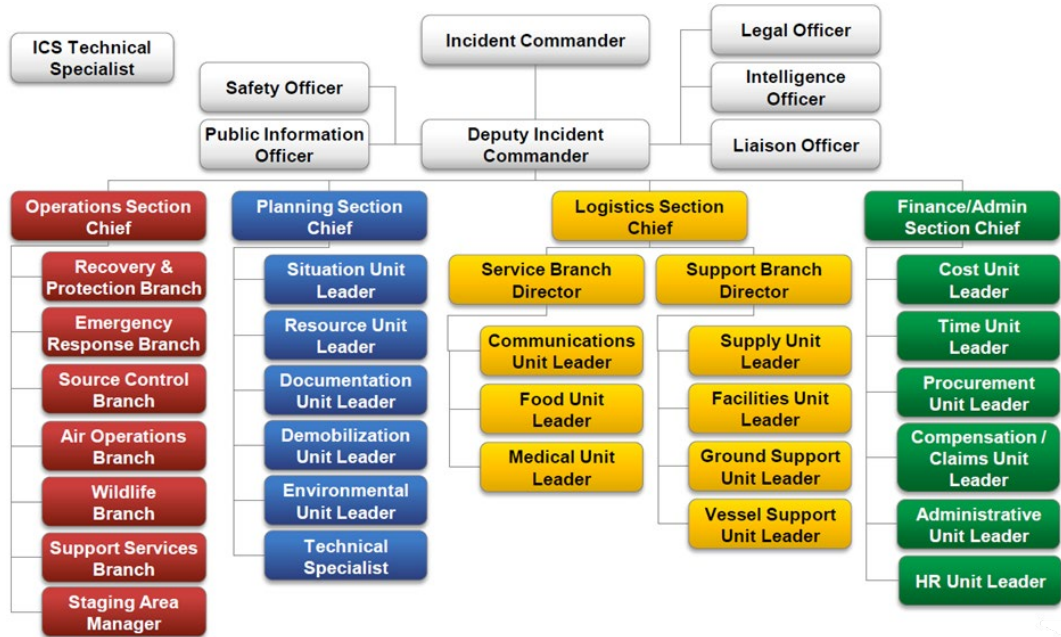 ICS Technical
Specialist
Incident Commander
Legal Officer
Safety Officer
Intelligence
Officer
Public Information
Officer
Deputy Incident
Commander
Liaison Officer
Operations Section
Chief
Recovery &
Protection Branch
Emergency
Response Branch
Source Control
Branch
Air Operations
Branch
Wildlife
Branch
Support Services
Branch
Staging Area
Manager
Planning Section
Chief
Situation Unit
Leader
Resource Unit
Leader
Documentation
Unit Leader
Demobilization
Unit Leader
Environmental
Unit Leader
Technical
Specialist
Logistics Section
Chief
Service Branch
Director
Communications
Unit Leader
Food Unit
Leader
Medical Unit
Leader
Support Branch
Director
Supply Unit
Leader
Facilities Unit
Leader
Ground Support
Unit Leader
Vessel Support
Unit Leader
Finance/Admin
Section Chief
Cost Unit
Leader
Time Unit
Leader
Procurement
Unit Leader
Compensation /
Claims Unit
Leader
Administrative
Unit Leader
HR Unit Leader